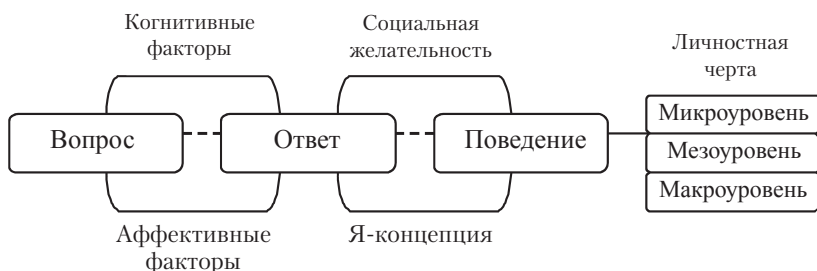 Когнитивные
факторы
Социальная
желательность
Личностная
черта
Вопрос
Ответ
Поведение
Микроуровень
Мезоуровень
Макроуровень
Аффективные
факторы
Я-концепция